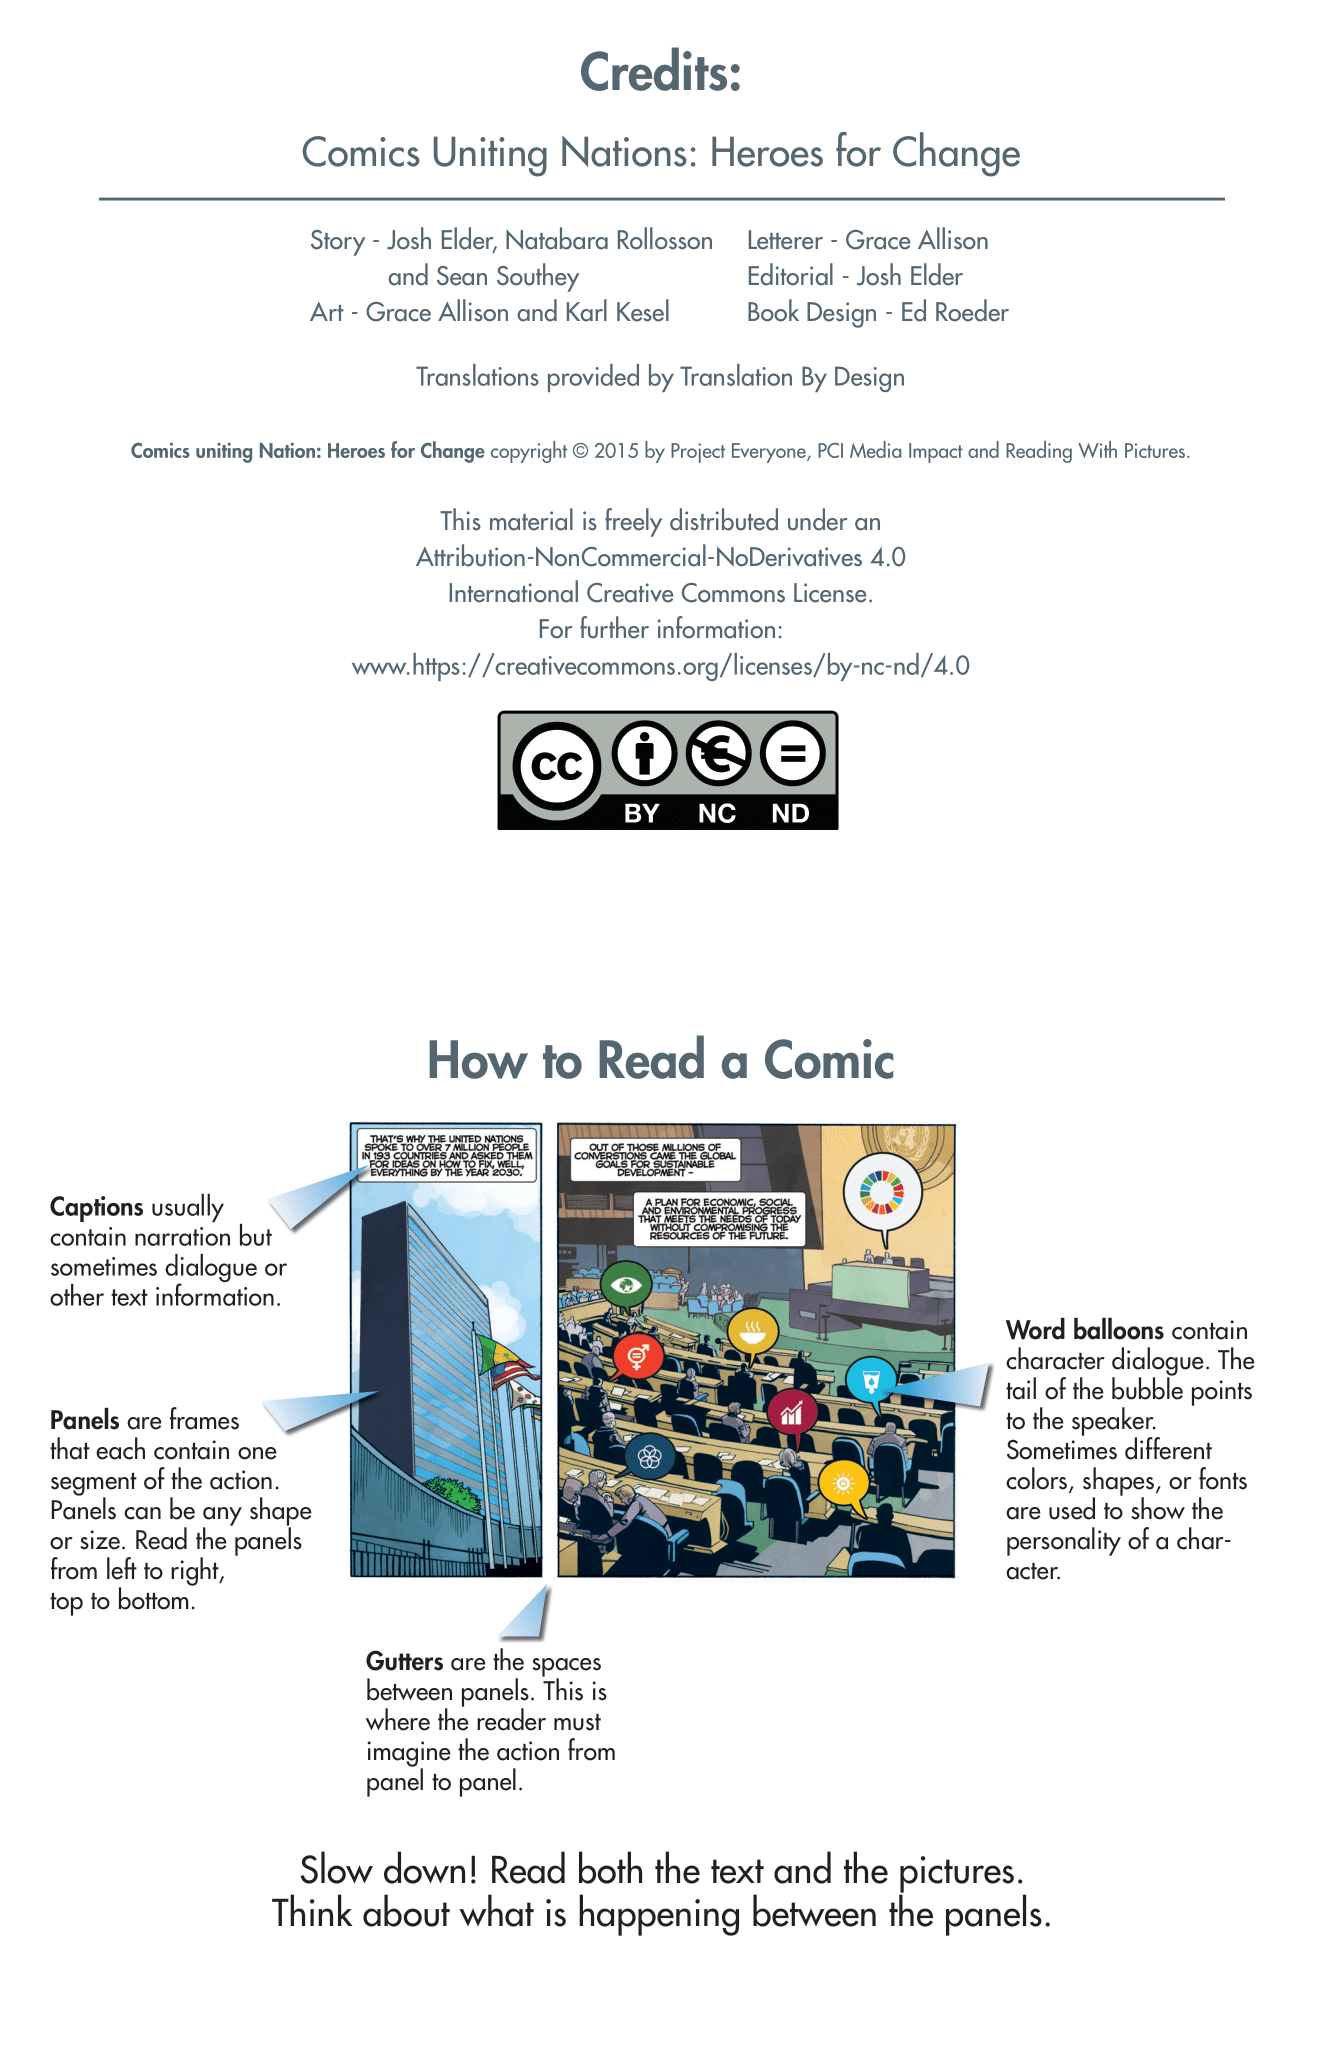 Credits:
Comics Uniting Nations: Heroes for Change
Story - Josh Elder, Natabara Rollosson
and Sean Southey
Art - Grace Allison and Karl Kesel
Letterer - Grace Allison
Editorial - Josh Elder
Book Design - Ed Roeder
Translations provided by Translation By Design
Comics uniting Nation: Heroes for Change copyright © 2015 by Project Everyone, PCI Media Impact and Reading With Pictures.
This material is freely distributed under an
Attribution-NonCommercial-NoDerivatives 4.0
International Creative Commons License.
For further information:
www.https://creativecommons.org/licenses/by-nc-nd/4.0
cc
BY NC ND
How to Read a Comic
THAT'S WHY THE UNITED NATIONS
SPOKE TO OVER 7 MILLION PEOPLE
IN 193 COUNTRIES AND ASKED THEM
FOR IDEAS ON HOW TO FIX, WELL,
EVERYTHING BY THE YEAR 2030.
OUT OF THOSE MILLIONS OF
CONVERSTIONS CAME THE GLOBAL
GOALS FOR SUSTAINABLE
DEVELOPMENT -
A PLAN FOR ECONOMIC, SOCIAL
AND ENVIRONMENTAL PROGRESS
THAT MEETS THE NEEDS OF TODAY
WITHOUT COMPROMISING THE
RESOURCES OF THE FUTURE.
Captions usually
contain narration but
sometimes dialogue or
other text information.
Panels are frames
that each contain one
segment of the action.
Panels can be any shape
or size. Read the panels
from left to right,
top to bottom.
Word balloons contain
character dialogue. The
tail of the bubble points
to the speaker.
Sometimes different
colors, shapes, or fonts
are used to show the
personality of a char-
acter.
Gutters are the spaces
between panels. This is
where the reader must
imagine the action from
panel to panel.
Slow down! Read both the text and the pictures.
Think about what is happening between the panels.